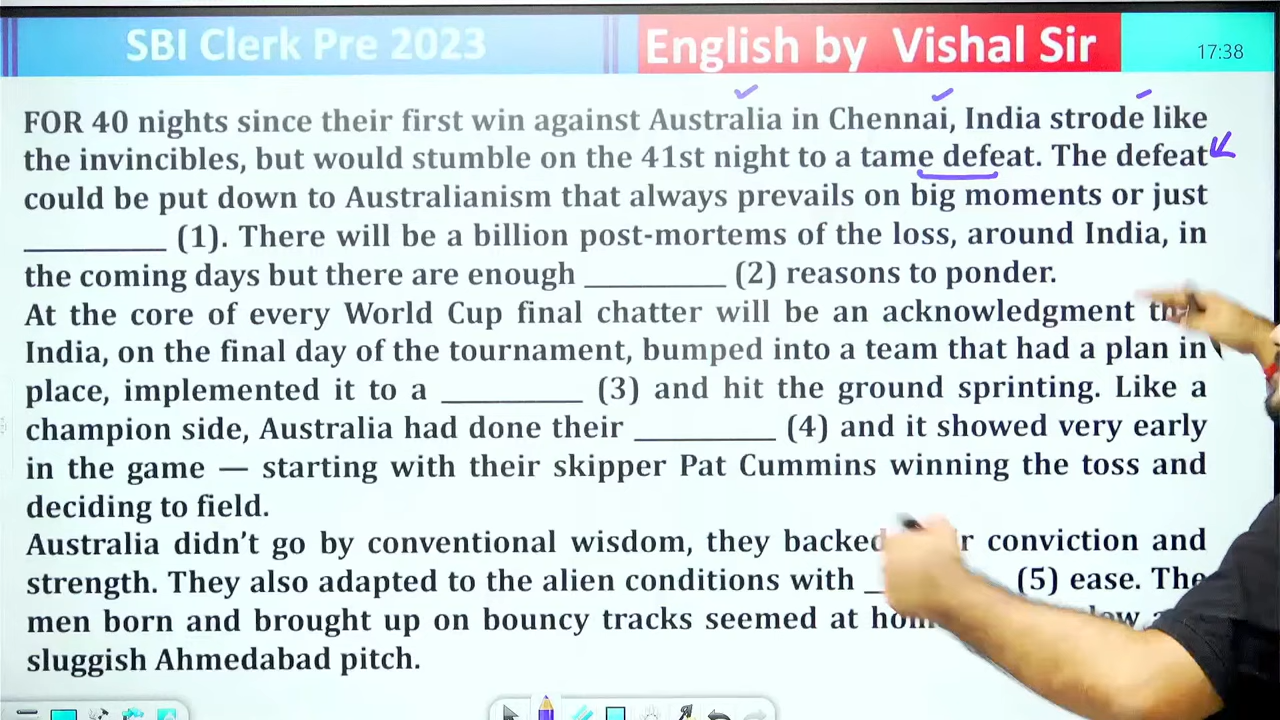 SBI Clerk Pre 2023
English by Vishal Sir
17:38
FOR 40 nights since their first win against Australia in Chennai, India strode like
the invincibles, but would stumble on the 41st night to a tame defeat. The defeat
could be put down to Australianism that always prevails on big moments or just
__________ (1). There will be a billion post-mortems of the loss, around India, in
the coming days but there are enough __________ (2) reasons to ponder.
At the core of every World Cup final chatter will be an acknowledgment
India, on the final day of the tournament, bumped into a team that had a plan in
place, implemented it to a __________ (3) and hit the ground sprinting. Like a
champion side, Australia had done their __________ (4) and it showed very early
in the game — starting with their skipper Pat Cummins winning the toss and
deciding to field.
Australia didn't go by conventional wisdom, they backed conviction and
strength. They also adapted to the alien conditions with (5) ease. The
men born and brought up on bouncy tracks seemed at
sluggish Ahmedabad pitch.